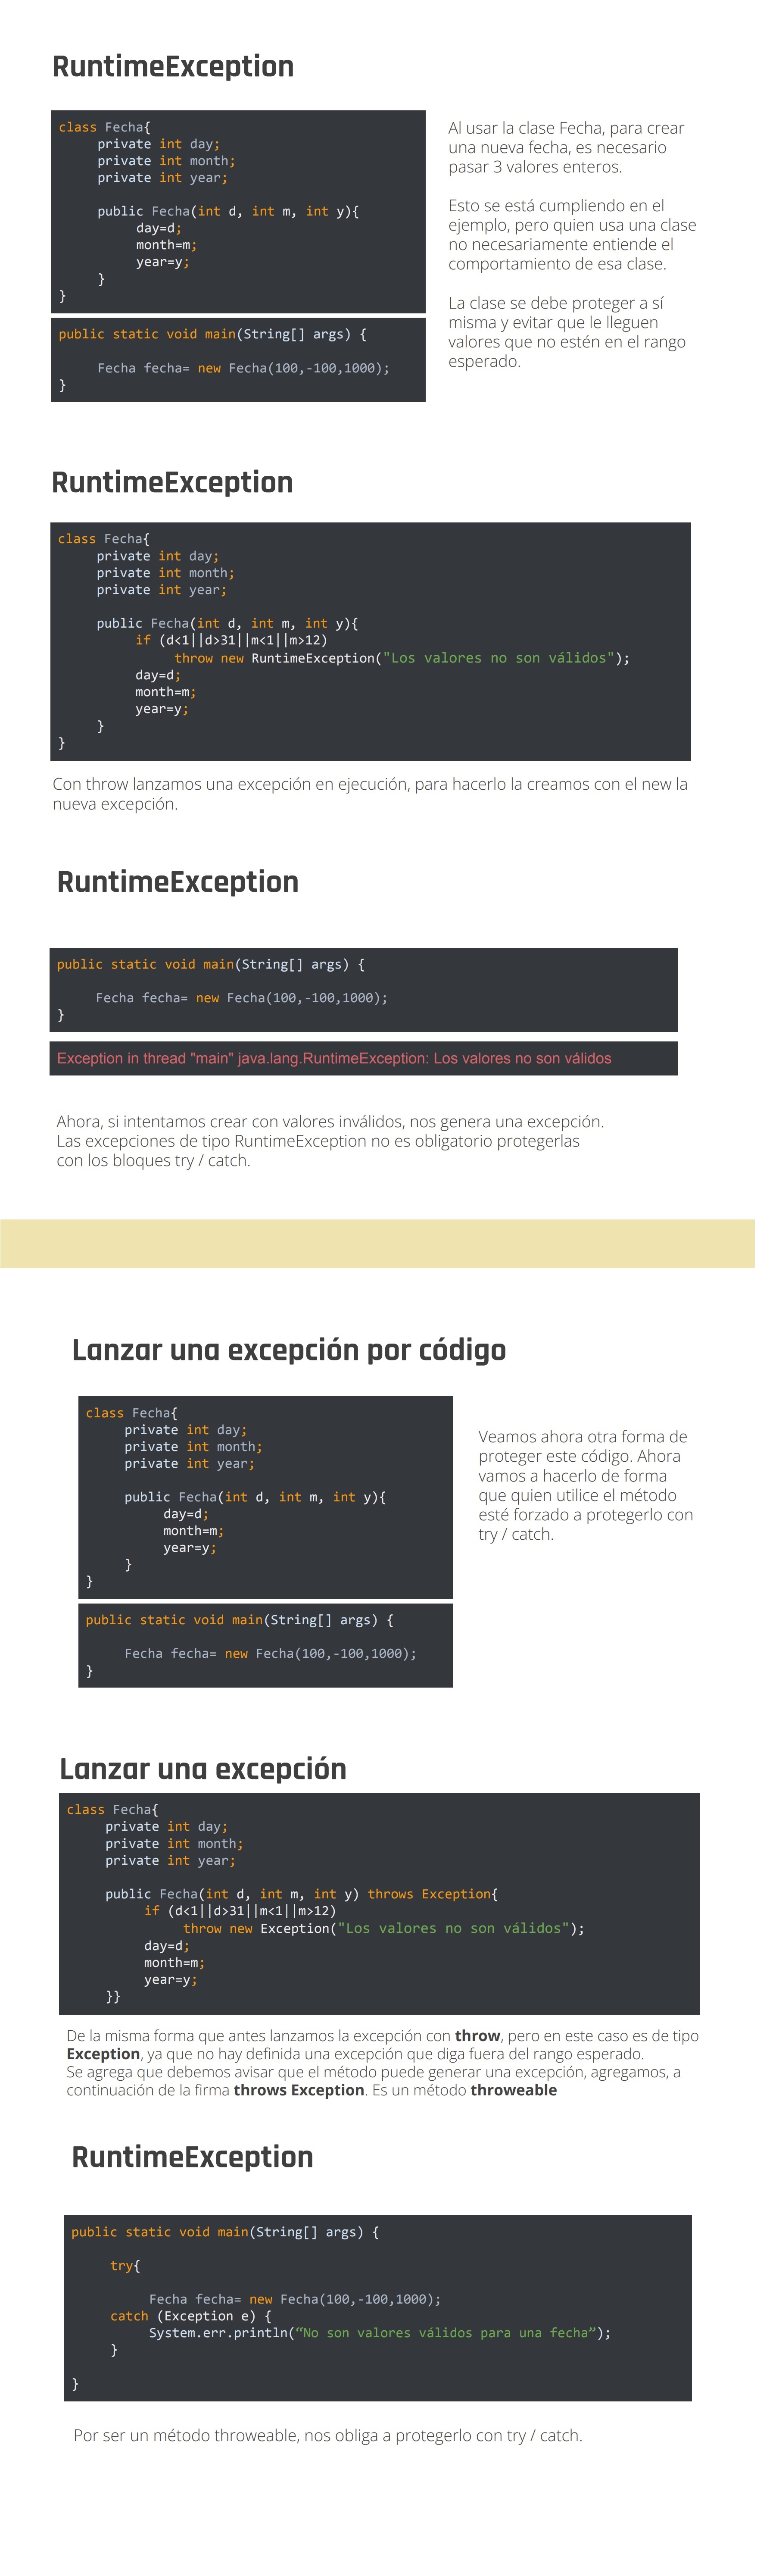 RuntimeException
class Fecha{
private int day;
private int month;
private int year;
public Fecha(int d, int m, int y){
day=d;
month=m;
year=y;
}
}
public static void main(String[] args) {
Fecha fecha= new Fecha(100,-100,1000);
}
Al usar la clase Fecha, para crear
una nueva fecha, es necesario
pasar 3 valores enteros.
Esto se está cumpliendo en el
ejemplo, pero quien usa una clase
no necesariamente entiende el
comportamiento de esa clase.
La clase se debe proteger a sí
misma y evitar que le lleguen
valores que no estén en el rango
esperado.
RuntimeException
class Fecha{
private int day;
private int month;
private int year;
public Fecha(int d, int m, int y){
if (d<1||d>31||m<1||m>12)
throw new RuntimeException("Los valores no son válidos");
day=d;
month=m;
year=y;
}
}
Con throw lanzamos una excepción en ejecución, para hacerlo la creamos con el new la
nueva excepción.
RuntimeException
public static void main(String[] args) {
Fecha fecha= new Fecha(100,-100,1000);
}
Exception in thread "main" java.lang.RuntimeException: Los valores no son válidos
Ahora, si intentamos crear con valores inválidos, nos genera una excepción.
Las excepciones de tipo RuntimeException no es obligatorio protegerlas
con los bloques try / catch.
Lanzar una excepción por código
class Fecha{
private int day;
private int month;
private int year;
public Fecha(int d, int m, int y){
day=d;
month=m;
year=y;
}
}
public static void main(String[] args) {
Fecha fecha= new Fecha(100,-100,1000);
}
Veamos ahora otra forma de
proteger este código. Ahora
vamos a hacerlo de forma
que quien utilice el método
esté forzado a protegerlo con
try / catch.
Lanzar una excepción
class Fecha{
private int day;
private int month;
private int year;
public Fecha(int d, int m, int y) throws Exception{
if (d<1||d>31||m<1||m>12)
throw new Exception("Los valores no son válidos");
day=d;
month=m;
year=y;
}}
De la misma forma que antes lanzamos la excepción con throw, pero en este caso es de tipo
Exception, ya que no hay definida una excepción que diga fuera del rango esperado.
Se agrega que debemos avisar que el método puede generar una excepción, agregamos, a
continuación de la firma throws Exception. Es un método throweable
RuntimeException
public static void main(String[] args) {
try{
Fecha fecha= new Fecha(100,-100,1000);
catch (Exception e) {
System.err.println(“No son valores válidos para una fecha”);
}
}
Por ser un método throweable, nos obliga a protegerlo con try / catch.